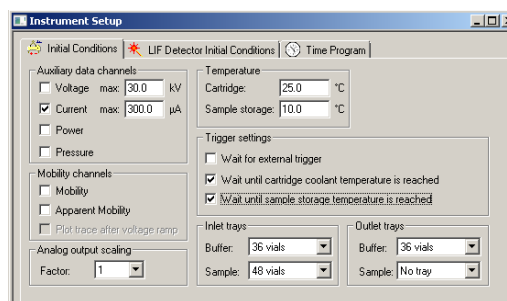 Instrument Setup
Initial Conditions LIF Detector Initial Conditions Time Program
Auxiliary data channels
Voltage max: 30.0 kV
Current max: 300.0 µA
Power
Pressure
Mobility channels
Mobility
Apparent Mobility
Plot trace after voltage ramp
Analog output scaling
Factor: 1
Temperature
Cartridge: 25.0 °C
Sample storage: 10.0 °C
Trigger settings
Wait for external trigger
Wait until cartridge coolant temperature is reached
Wait until sample storage temperature is reached
Inlet trays
Buffer: 36 vials
Sample: 48 vials
Outlet trays
Buffer: 36 vials
Sample: No tray